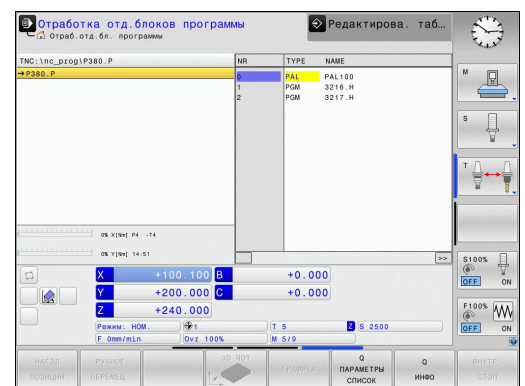 Отработка отд.блоков программы
Отраб.отд.бл. программы
Редактирова. таб…
TNC:\nc_prog\P380.P
→P380.P
NR TYPE NAME
0 PAL PAL100
1 PGM 3216.H
2 PGM 3217.H
0% X[Nm] P4 -T4
0% Y[Nm] 14:51
>>
X +100.100 B +0.000
Y +200.000 C +0.000
Z +240.000
Режим: НОМ. 1 T 5 Z S 2500
F 0mm/min Ovr 100% M 5/9
M
S
T
S100%
OFF ON
F100%
OFF ON
НАЕЗД ПОЗИЦИИ
РУЧНОЕ ПЕРЕМЕЩ.
3D ROT
ГРАФИКА
Q ПАРАМЕТРЫ СПИСОК
Q ИНФО
ВНУТР. СТОП